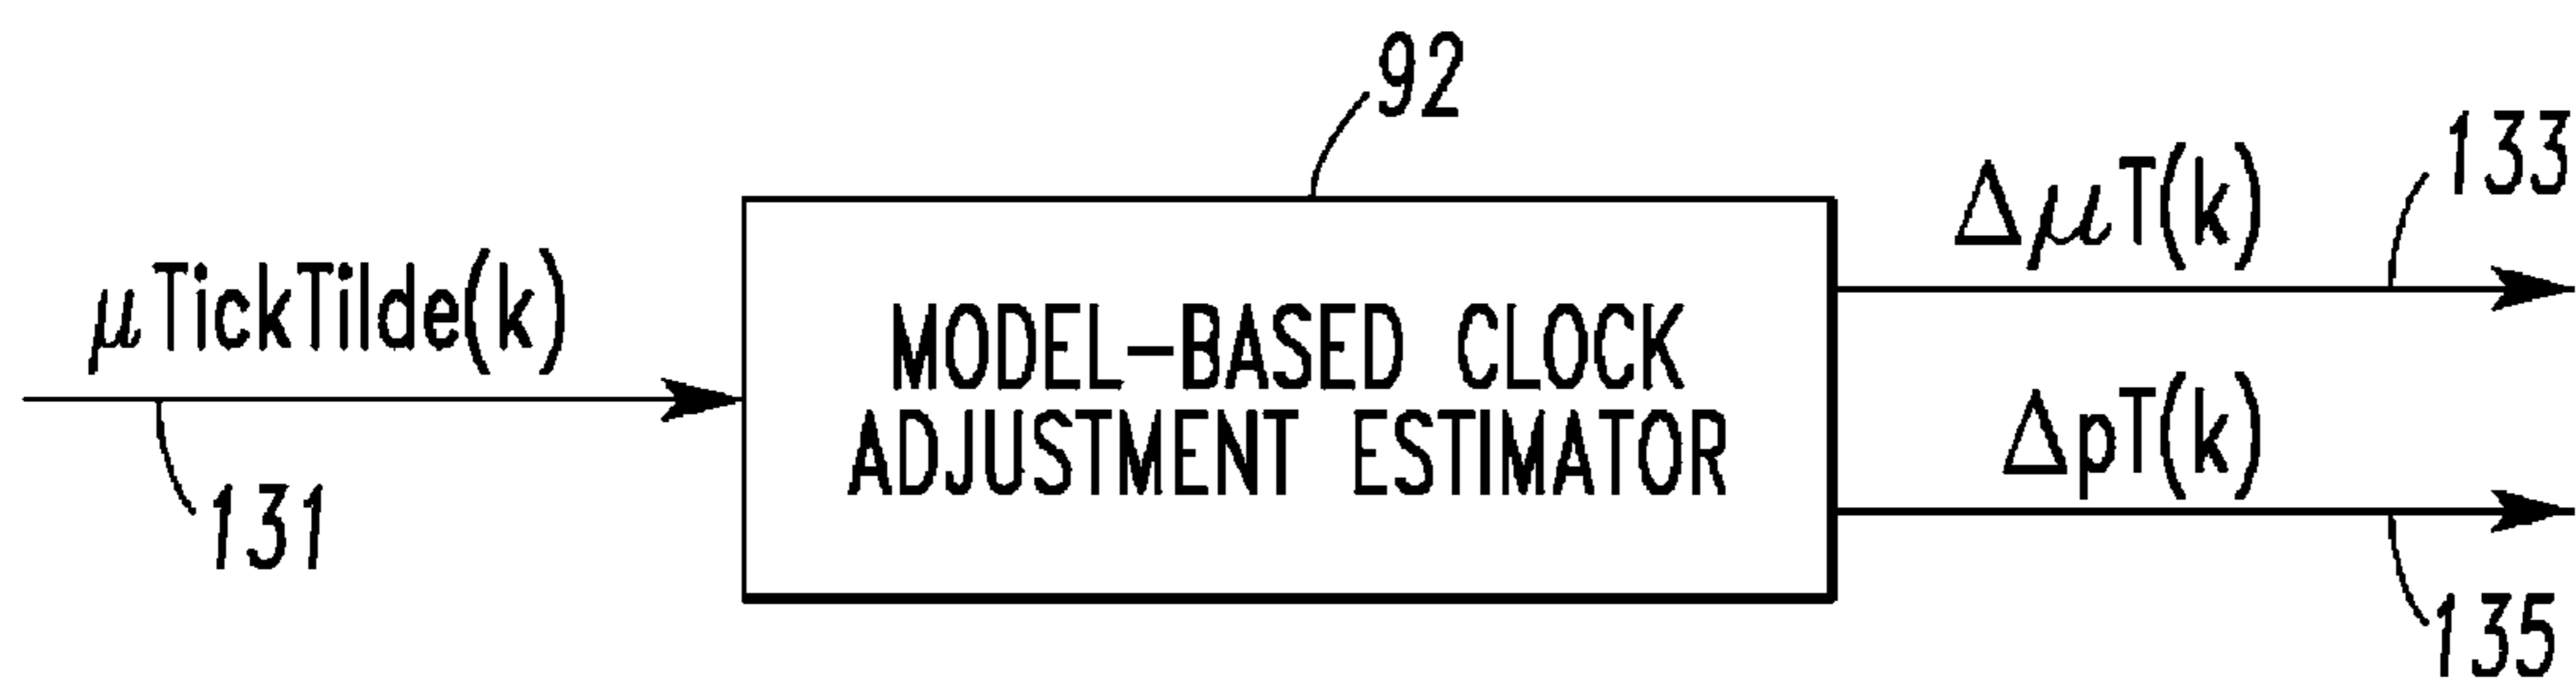 92
133
ΔμT(k)
μTickTilde(k)
MODEL-BASED CLOCK
ADJUSTMENT ESTIMATOR
ΔpT(k)
131
135